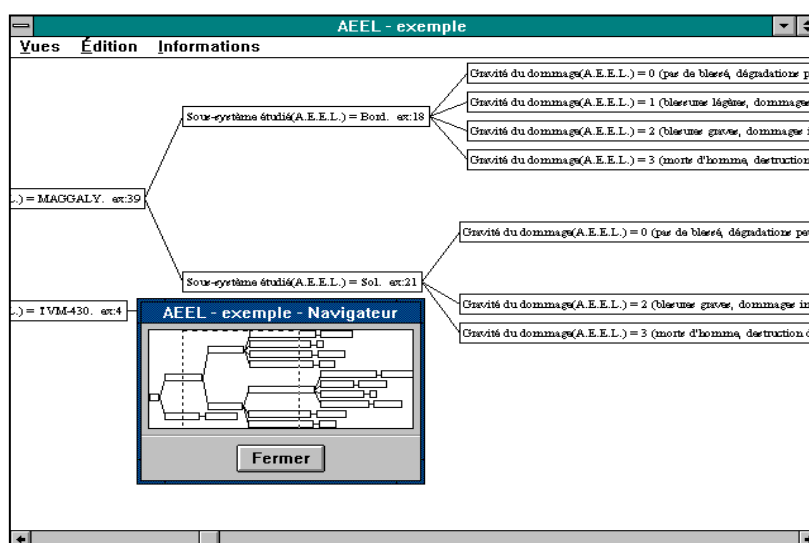 AEEL - exemple
Vues Édition Informations
Gravité du dommage(A.E.E.L.) = 0 (pas de blessé, dégradations p
Sous-système étudié(A.E.E.L.) = Bord. ex:18
Gravité du dommage(A.E.E.L.) = 1 (blessures légères, dommages
Gravité du dommage(A.E.E.L.) = 2 (blesures graves, dommages i
Gravité du dommage(A.E.E.L.) = 3 (morts d'homme, destruction
.) = MAGGALY. ex:39
Gravité du dommage(A.E.E.L.) = 0 (pas de blessé, dégradations pe
Sous-système étudié(A.E.E.L.) = Sol. ex:21
Gravité du dommage(A.E.E.L.) = 2 (blesures graves, dommages in
.) = TVM-430. ex:4
Gravité du dommage(A.E.E.L.) = 3 (morts d'homme, destruction d
AEEL - exemple - Navigateur
Fermer